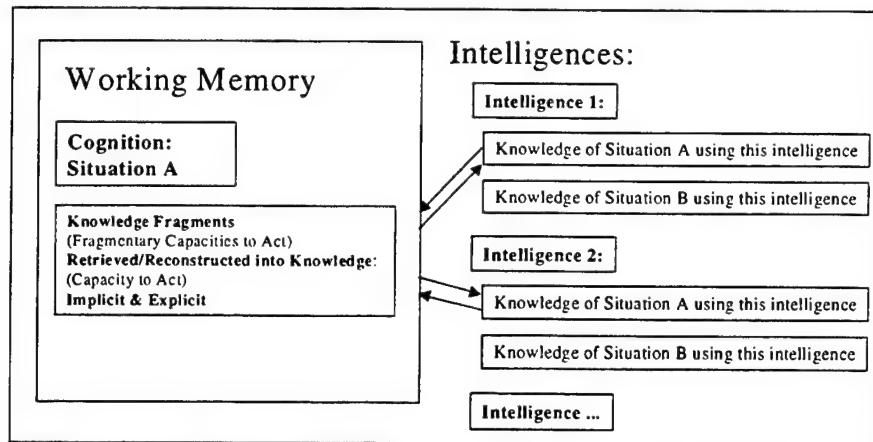 Working Memory
Cognition:
Situation A
Knowledge Fragments
(Fragmentary Capacities to Act)
Retrieved/Reconstructed into Knowledge:
(Capacity to Act)
Implicit & Explicit
Intelligences:
Intelligence 1:
Knowledge of Situation A using this intelligence
Knowledge of Situation B using this intelligence
Intelligence 2:
Knowledge of Situation A using this intelligence
Knowledge of Situation B using this intelligence
Intelligence ...